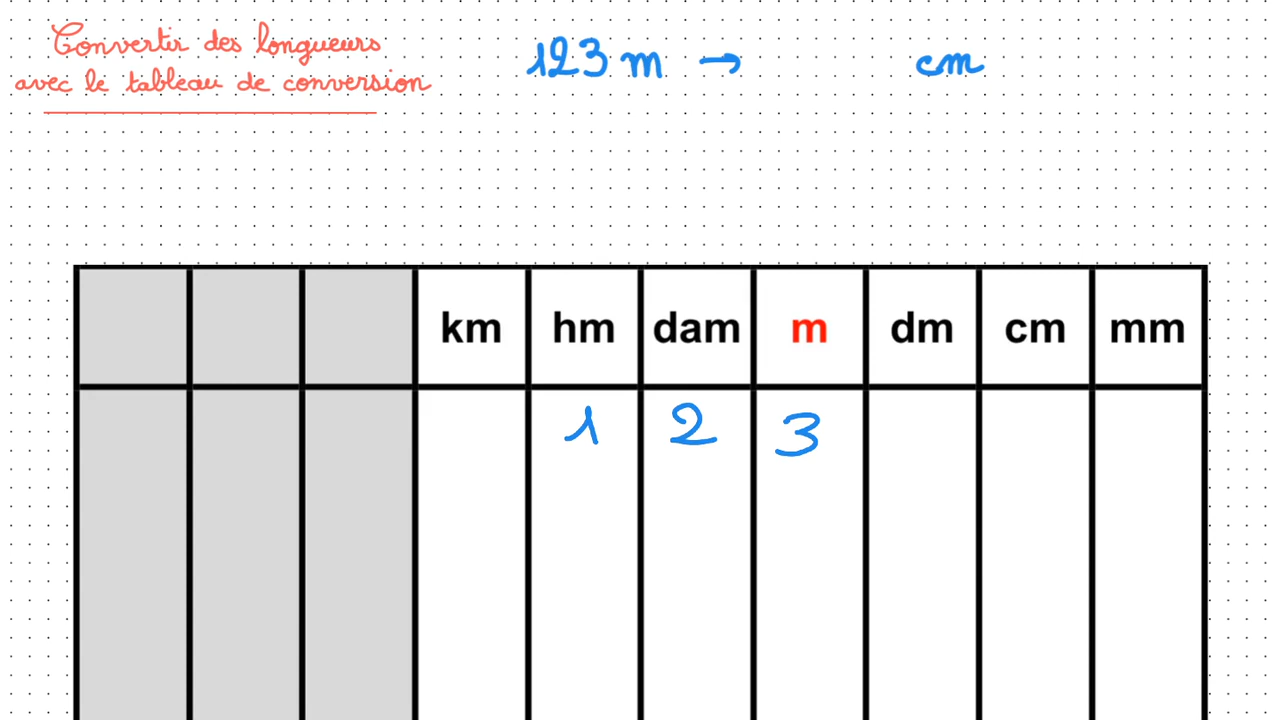 Convertir des longueurs
avec le tableau de conversion
123 m → cm
km hm dam m dm cm mm
1 2 3